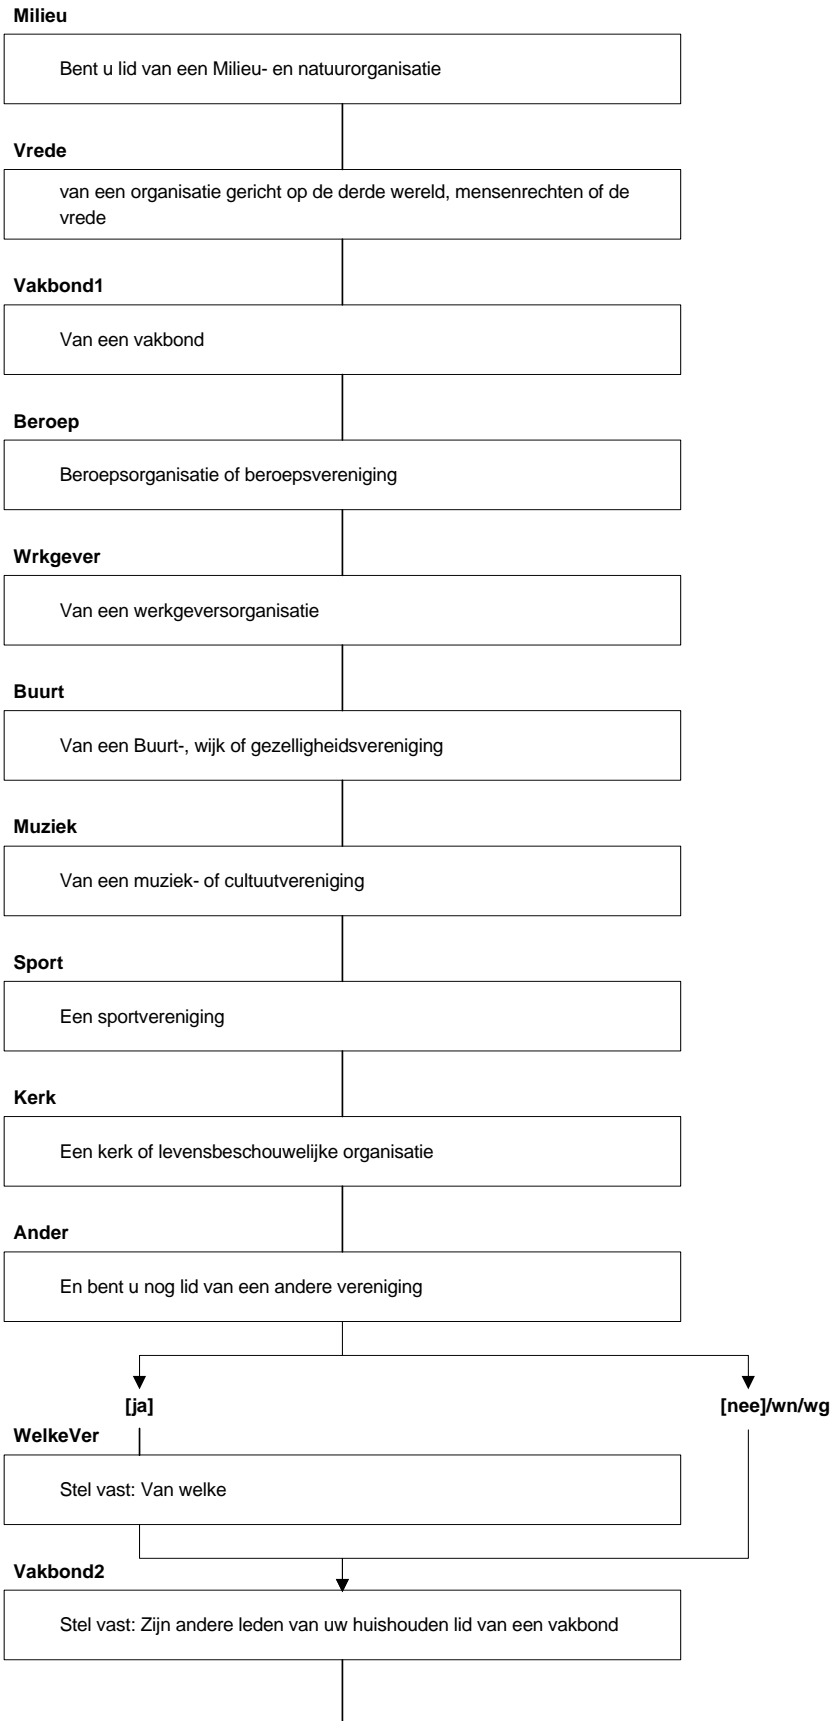 Milieu
Bent u lid van een Milieu- en natuurorganisatie
Vrede
van een organisatie gericht op de derde wereld, mensenrechten of de
vrede
Vakbond1
Van een vakbond
Beroep
Beroepsorganisatie of beroepsvereniging
Wrkgever
Van een werkgeversorganisatie
Buurt
Van een Buurt-, wijk of gezelligheidsvereniging
Muziek
Van een muziek- of cultuutvereniging
Sport
Een sportvereniging
Kerk
Een kerk of levensbeschouwelijke organisatie
Ander
En bent u nog lid van een andere vereniging
[ja] [nee]/wn/wg
WelkeVer
Stel vast: Van welke
Vakbond2
Stel vast: Zijn andere leden van uw huishouden lid van een vakbond